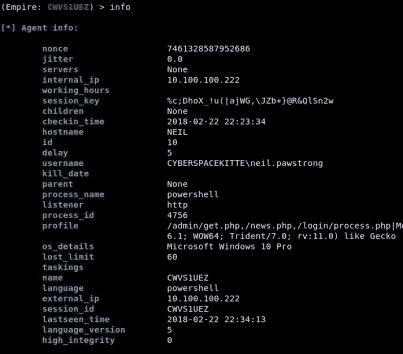 (Empire: CWVS1UEZ) > info
[*] Agent info:
nonce 7461328587952686
jitter 0.0
servers None
internal_ip 10.100.100.222
working_hours
session_key %c;DhoX_!u(|ajWG,\JZb+}@R&QlSn2w
children None
checkin_time 2018-02-22 22:23:34
hostname NEIL
id 10
delay 5
username CYBERSPACEKITTE\neil.pawstrong
kill_date
parent None
process_name powershell
listener http
process_id 4756
profile /admin/get.php,/news.php,/login/process.php|Mo
6.1; WOW64; Trident/7.0; rv:11.0) like Gecko
os_details Microsoft Windows 10 Pro
lost_limit 60
taskings
name CWVS1UEZ
language powershell
external_ip 10.100.100.222
session_id CWVS1UEZ
lastseen_time 2018-02-22 22:34:13
language_version 5
high_integrity 0